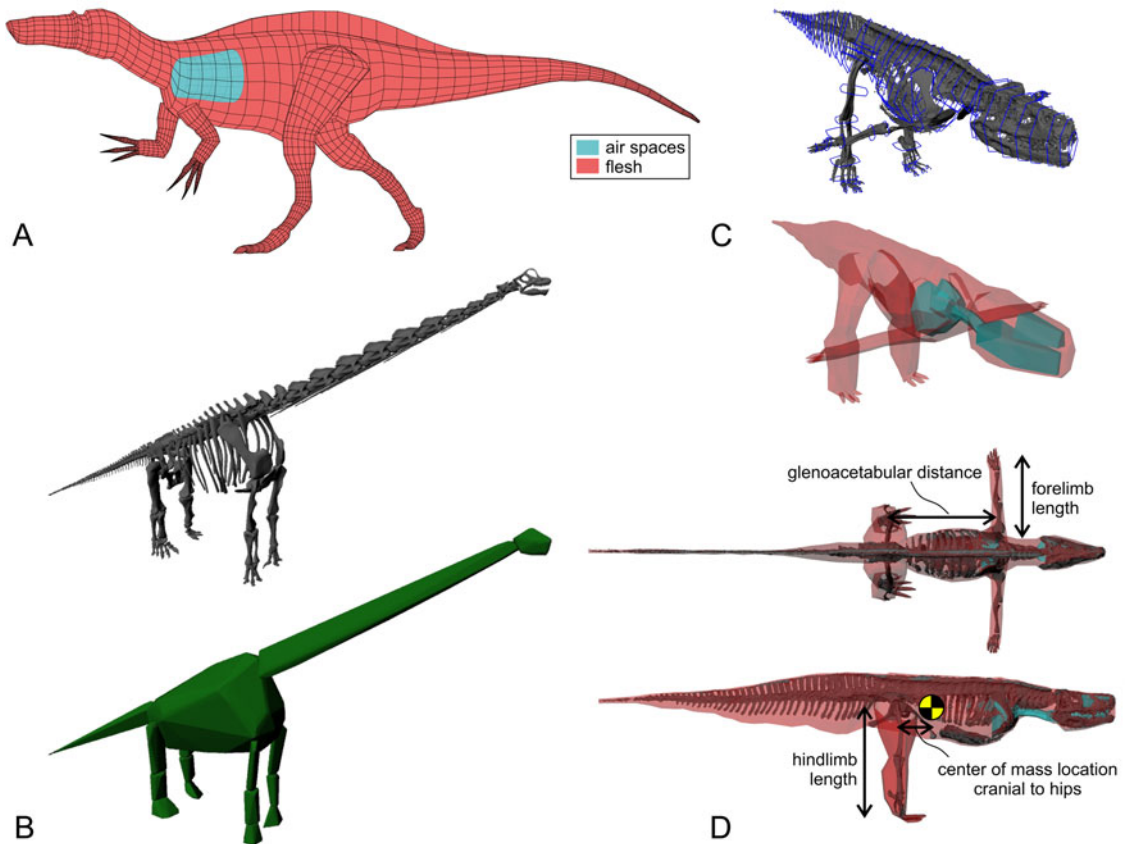 air spaces
flesh
A
C
glenoacetabular distance
forelimb
length
hindlimb
length
center of mass location
cranial to hips
B
D